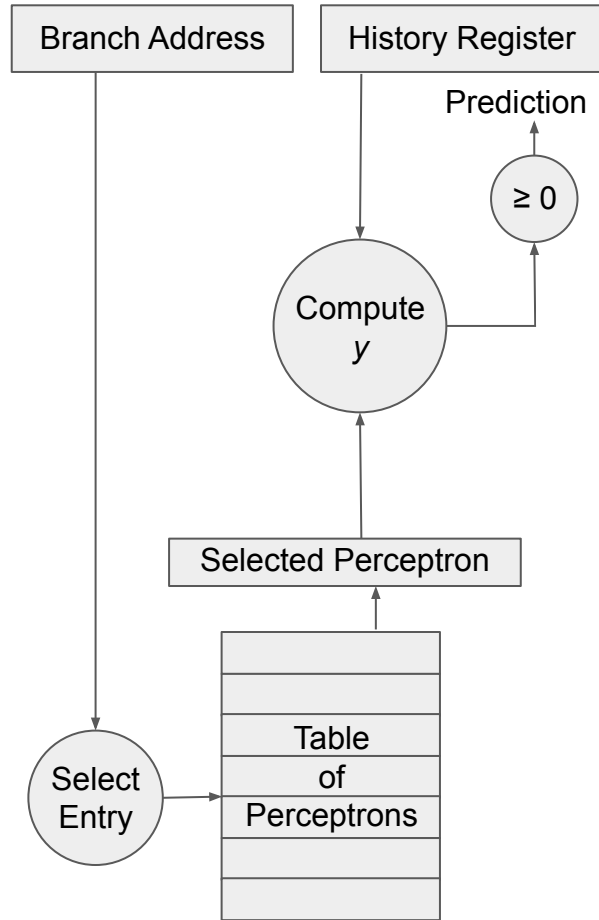 Branch Address
History Register
Prediction
≥ 0
Compute
y
Selected Perceptron
Table
of
Perceptrons
Select
Entry